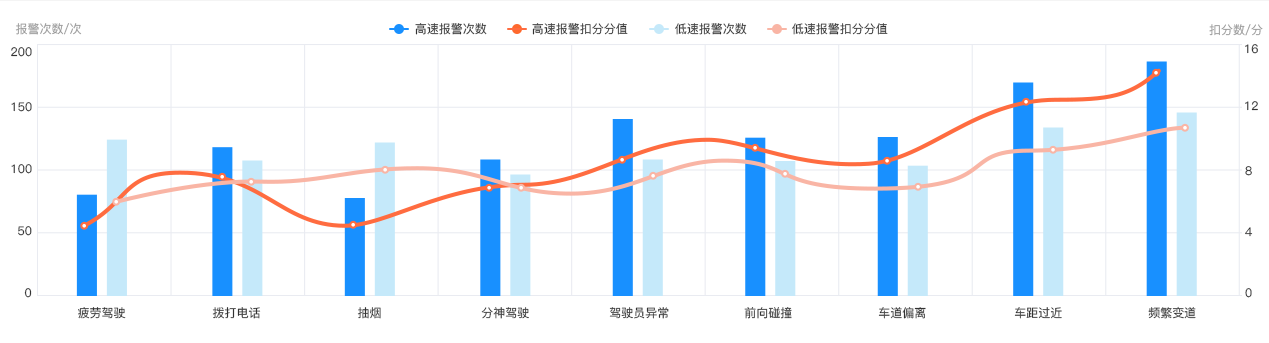 报警次数/次
高速报警次数
高速报警扣分分值
低速报警次数
低速报警扣分分值
扣分数/分
200
150
100
50
0
16
12
8
4
0
疲劳驾驶
拨打电话
抽烟
分神驾驶
驾驶员异常
前向碰撞
车道偏离
车距过近
频繁变道